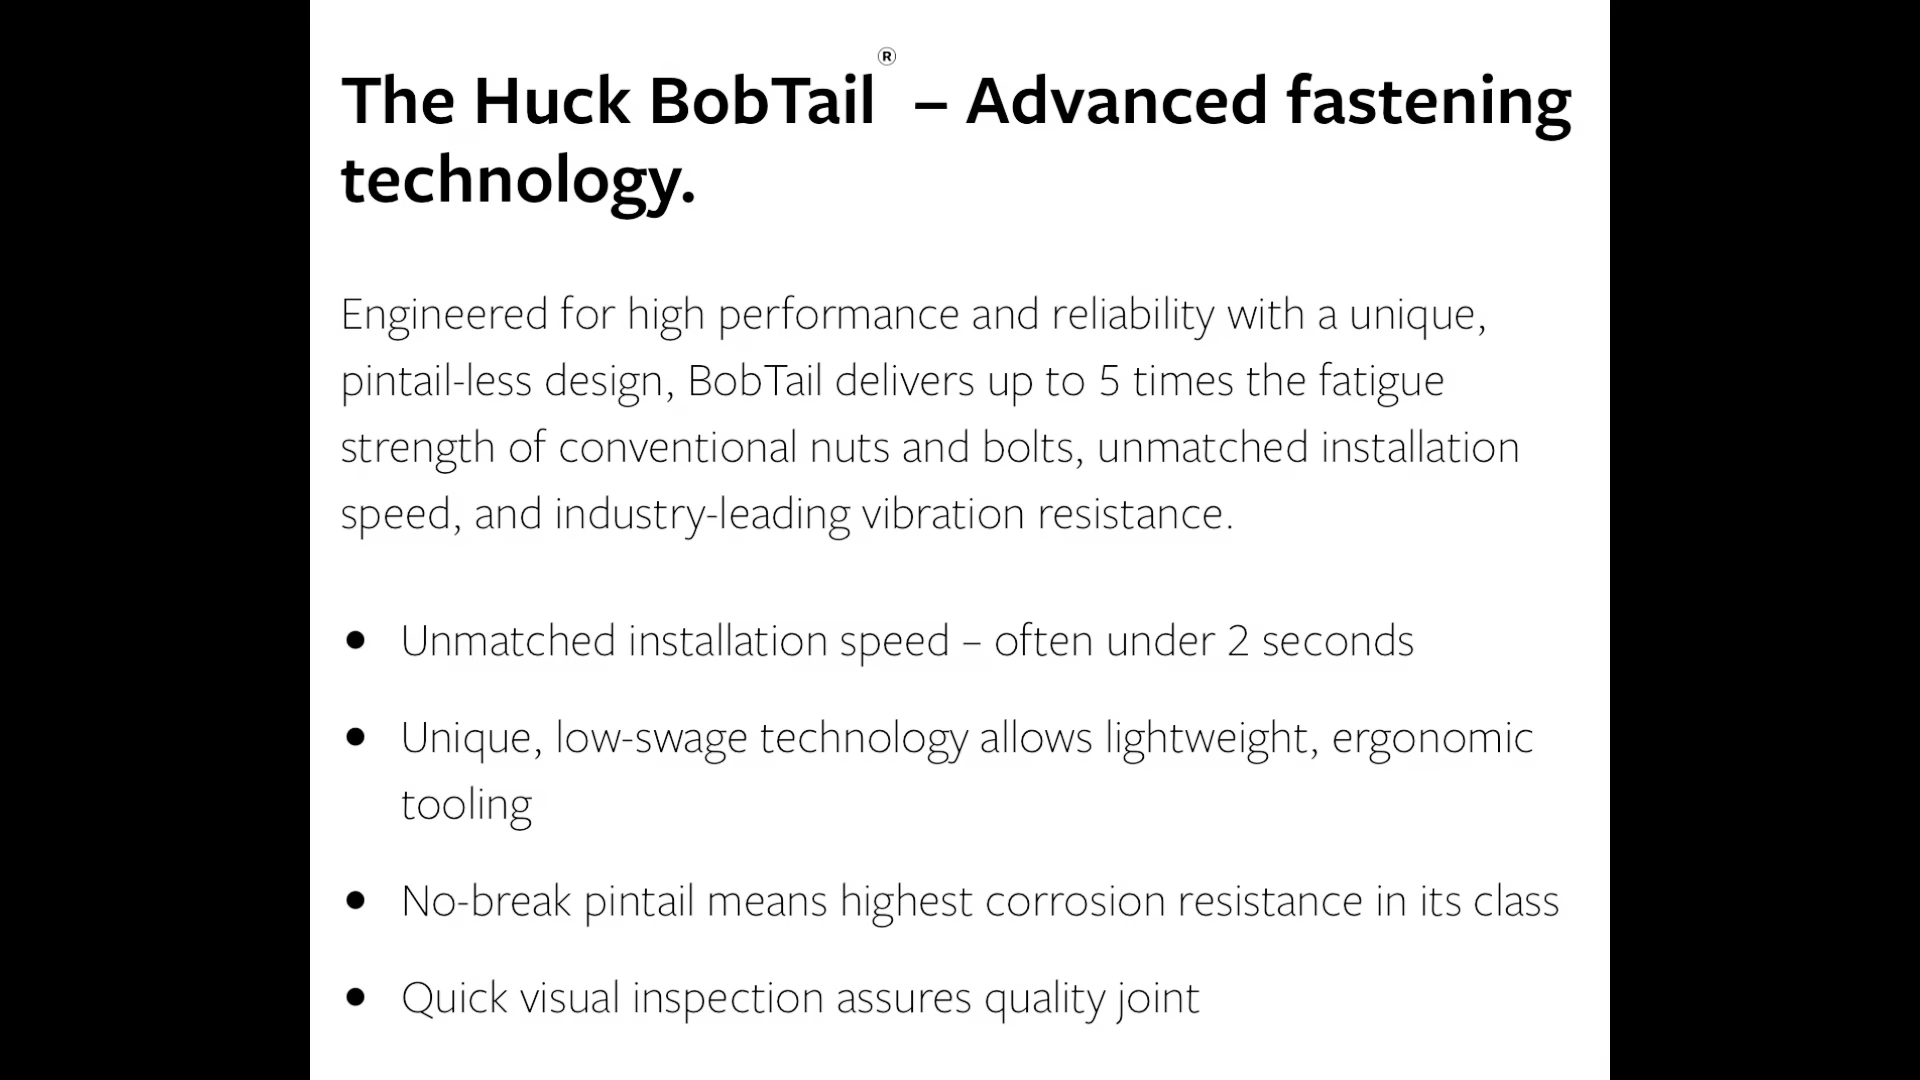 The Huck BobTail® – Advanced fastening
technology.
Engineered for high performance and reliability with a unique,
pintail-less design, BobTail delivers up to 5 times the fatigue
strength of conventional nuts and bolts, unmatched installation
speed, and industry-leading vibration resistance.
● Unmatched installation speed – often under 2 seconds
● Unique, low-swage technology allows lightweight, ergonomic
tooling
● No-break pintail means highest corrosion resistance in its class
● Quick visual inspection assures quality joint